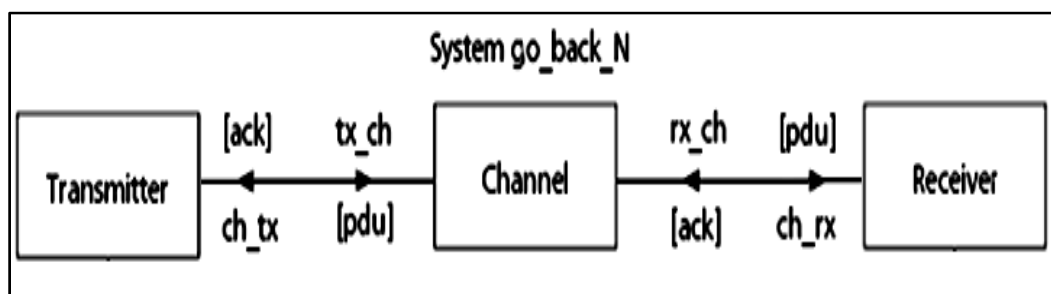 System go_back_N
[ack] tx_ch rx_ch [pdu]
Transmitter Channel Receiver
ch_tx [pdu] [ack] ch_rx